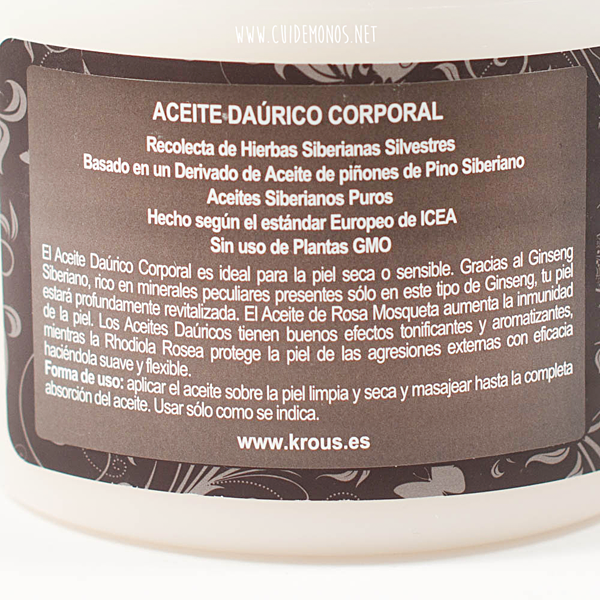 WWW.CUIDEMONOS.NET
ACEITE DAÚRICO CORPORAL
Recolecta de Hierbas Siberianas Silvestres
Basado en un Derivado de Aceite de piñones de Pino Siberiano
Aceites Siberianos Puros
Hecho según el estándar Europeo de ICEA
Sin uso de Plantas GMO
El Aceite Daúrico Corporal es ideal para la piel seca o sensible. Gracias al Ginseng
Siberiano, rico en minerales peculiares presentes sólo en este tipo de Ginseng, tu piel
estará profundamente revitalizada. El Aceite de Rosa Mosqueta aumenta la inmunidad
de la piel. Los Aceites Daúricos tienen buenos efectos tonificantes y aromatizantes,
mientras la Rhodiola Rosea protege la piel de las agresiones externas con eficacia
haciéndola suave y flexible.
Forma de uso: aplicar el aceite sobre la piel limpia y seca y masajear hasta la completa
absorción del aceite. Usar sólo como se indica.
www.krous.es